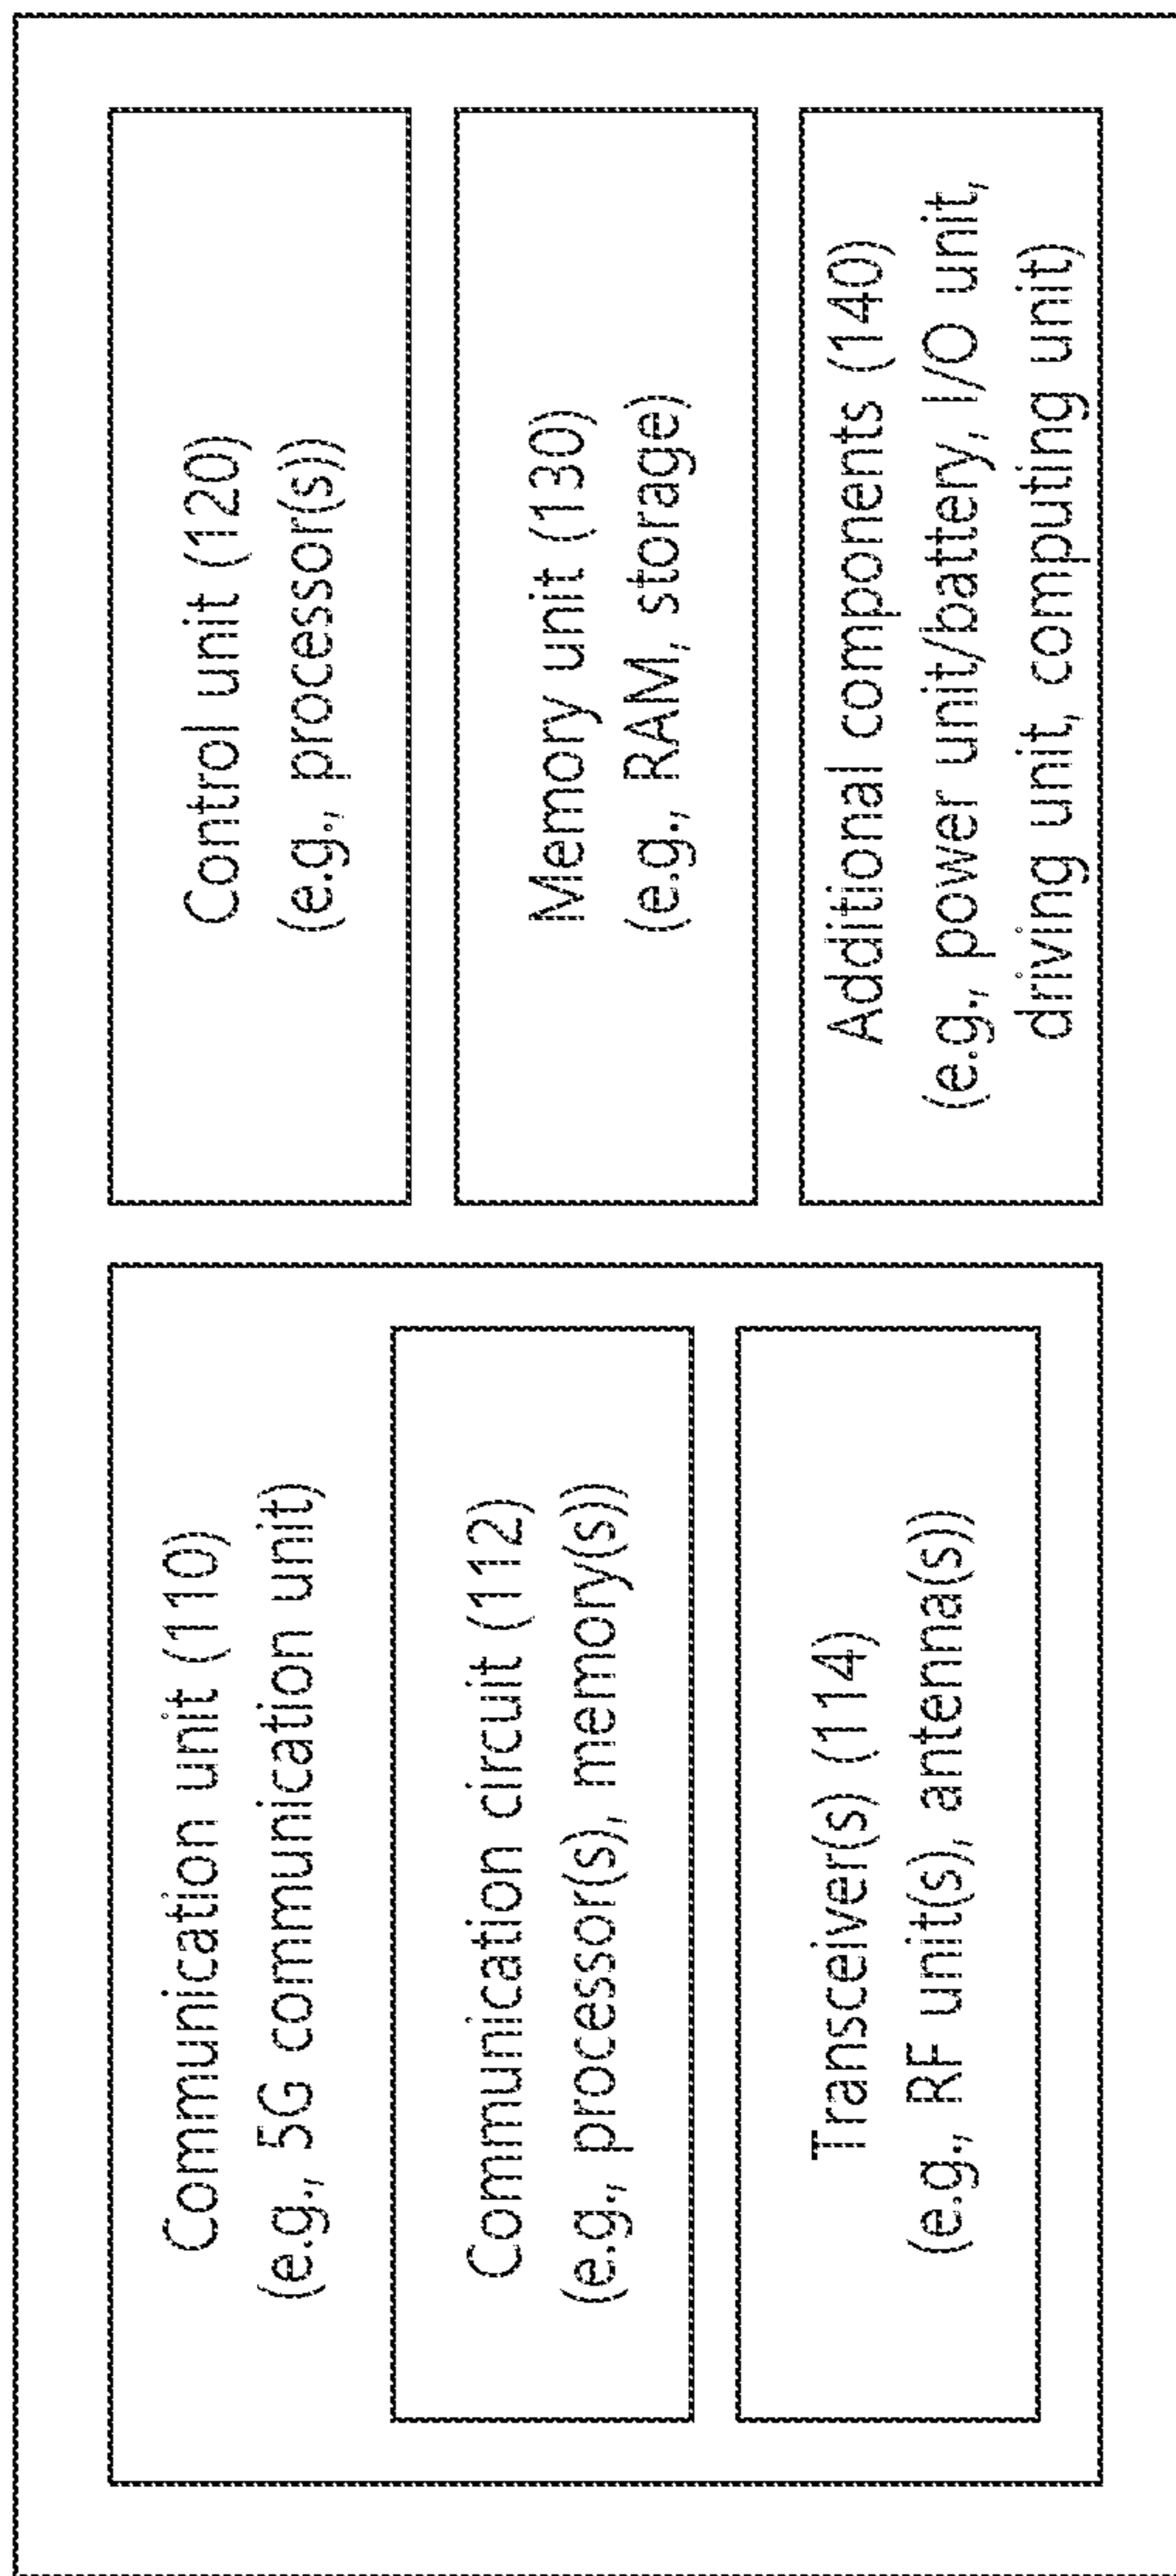 Communication unit (110)
(e.g., 5G communication unit)
Communication circuit (112)
(e.g., processor(s), memory(s))
Transceiver(s) (114)
(e.g., RF unit(s), antenna(s))
Control unit (120)
(e.g., processor(s))
Memory unit (130)
(e.g., RAM, storage)
Additional components (140)
(e.g., power unit/battery, I/O unit,
driving unit, computing unit)